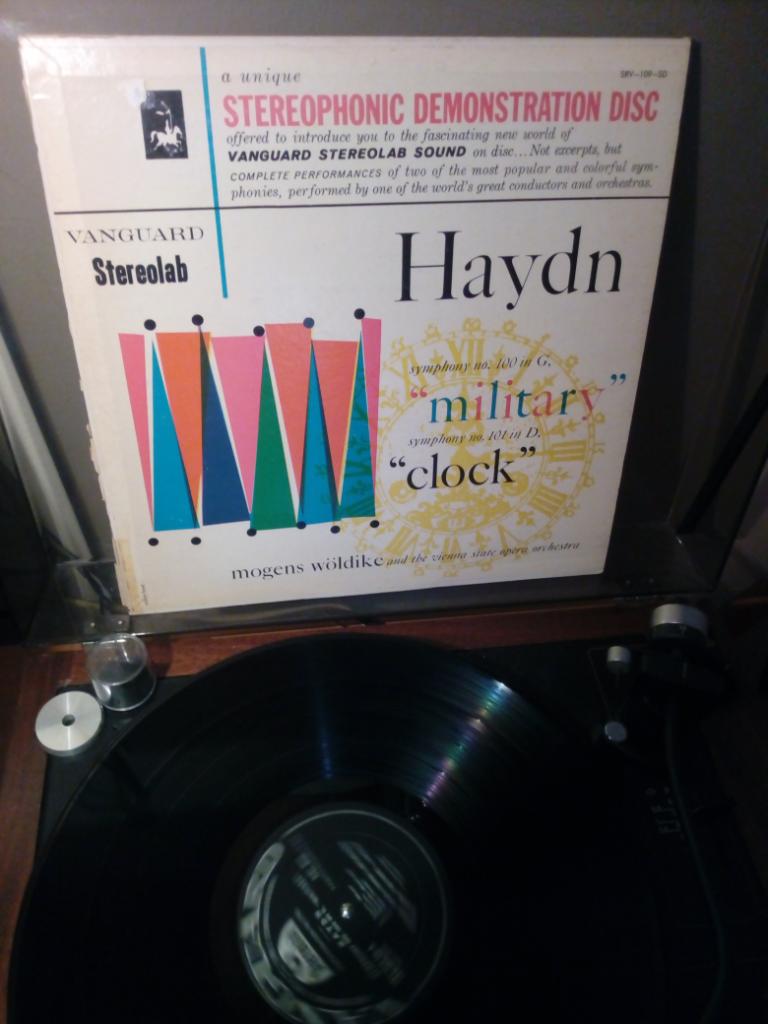 a unique
SRV-109-SD
STEREOPHONIC DEMONSTRATION DISC
offered to introduce you to the fascinating new world of
VANGUARD STEREOLAB SOUND on disc...Not excerpts, but
COMPLETE PERFORMANCES of two of the most popular and colorful sym-
phonies, performed by one of the world's great conductors and orchestras.
VANGUARD
Stereolab
Haydn
symphony no. 100 in G,
"military"
symphony no. 101 in D,
"clock"
mogens wöldike and the vienna state opera orchestra